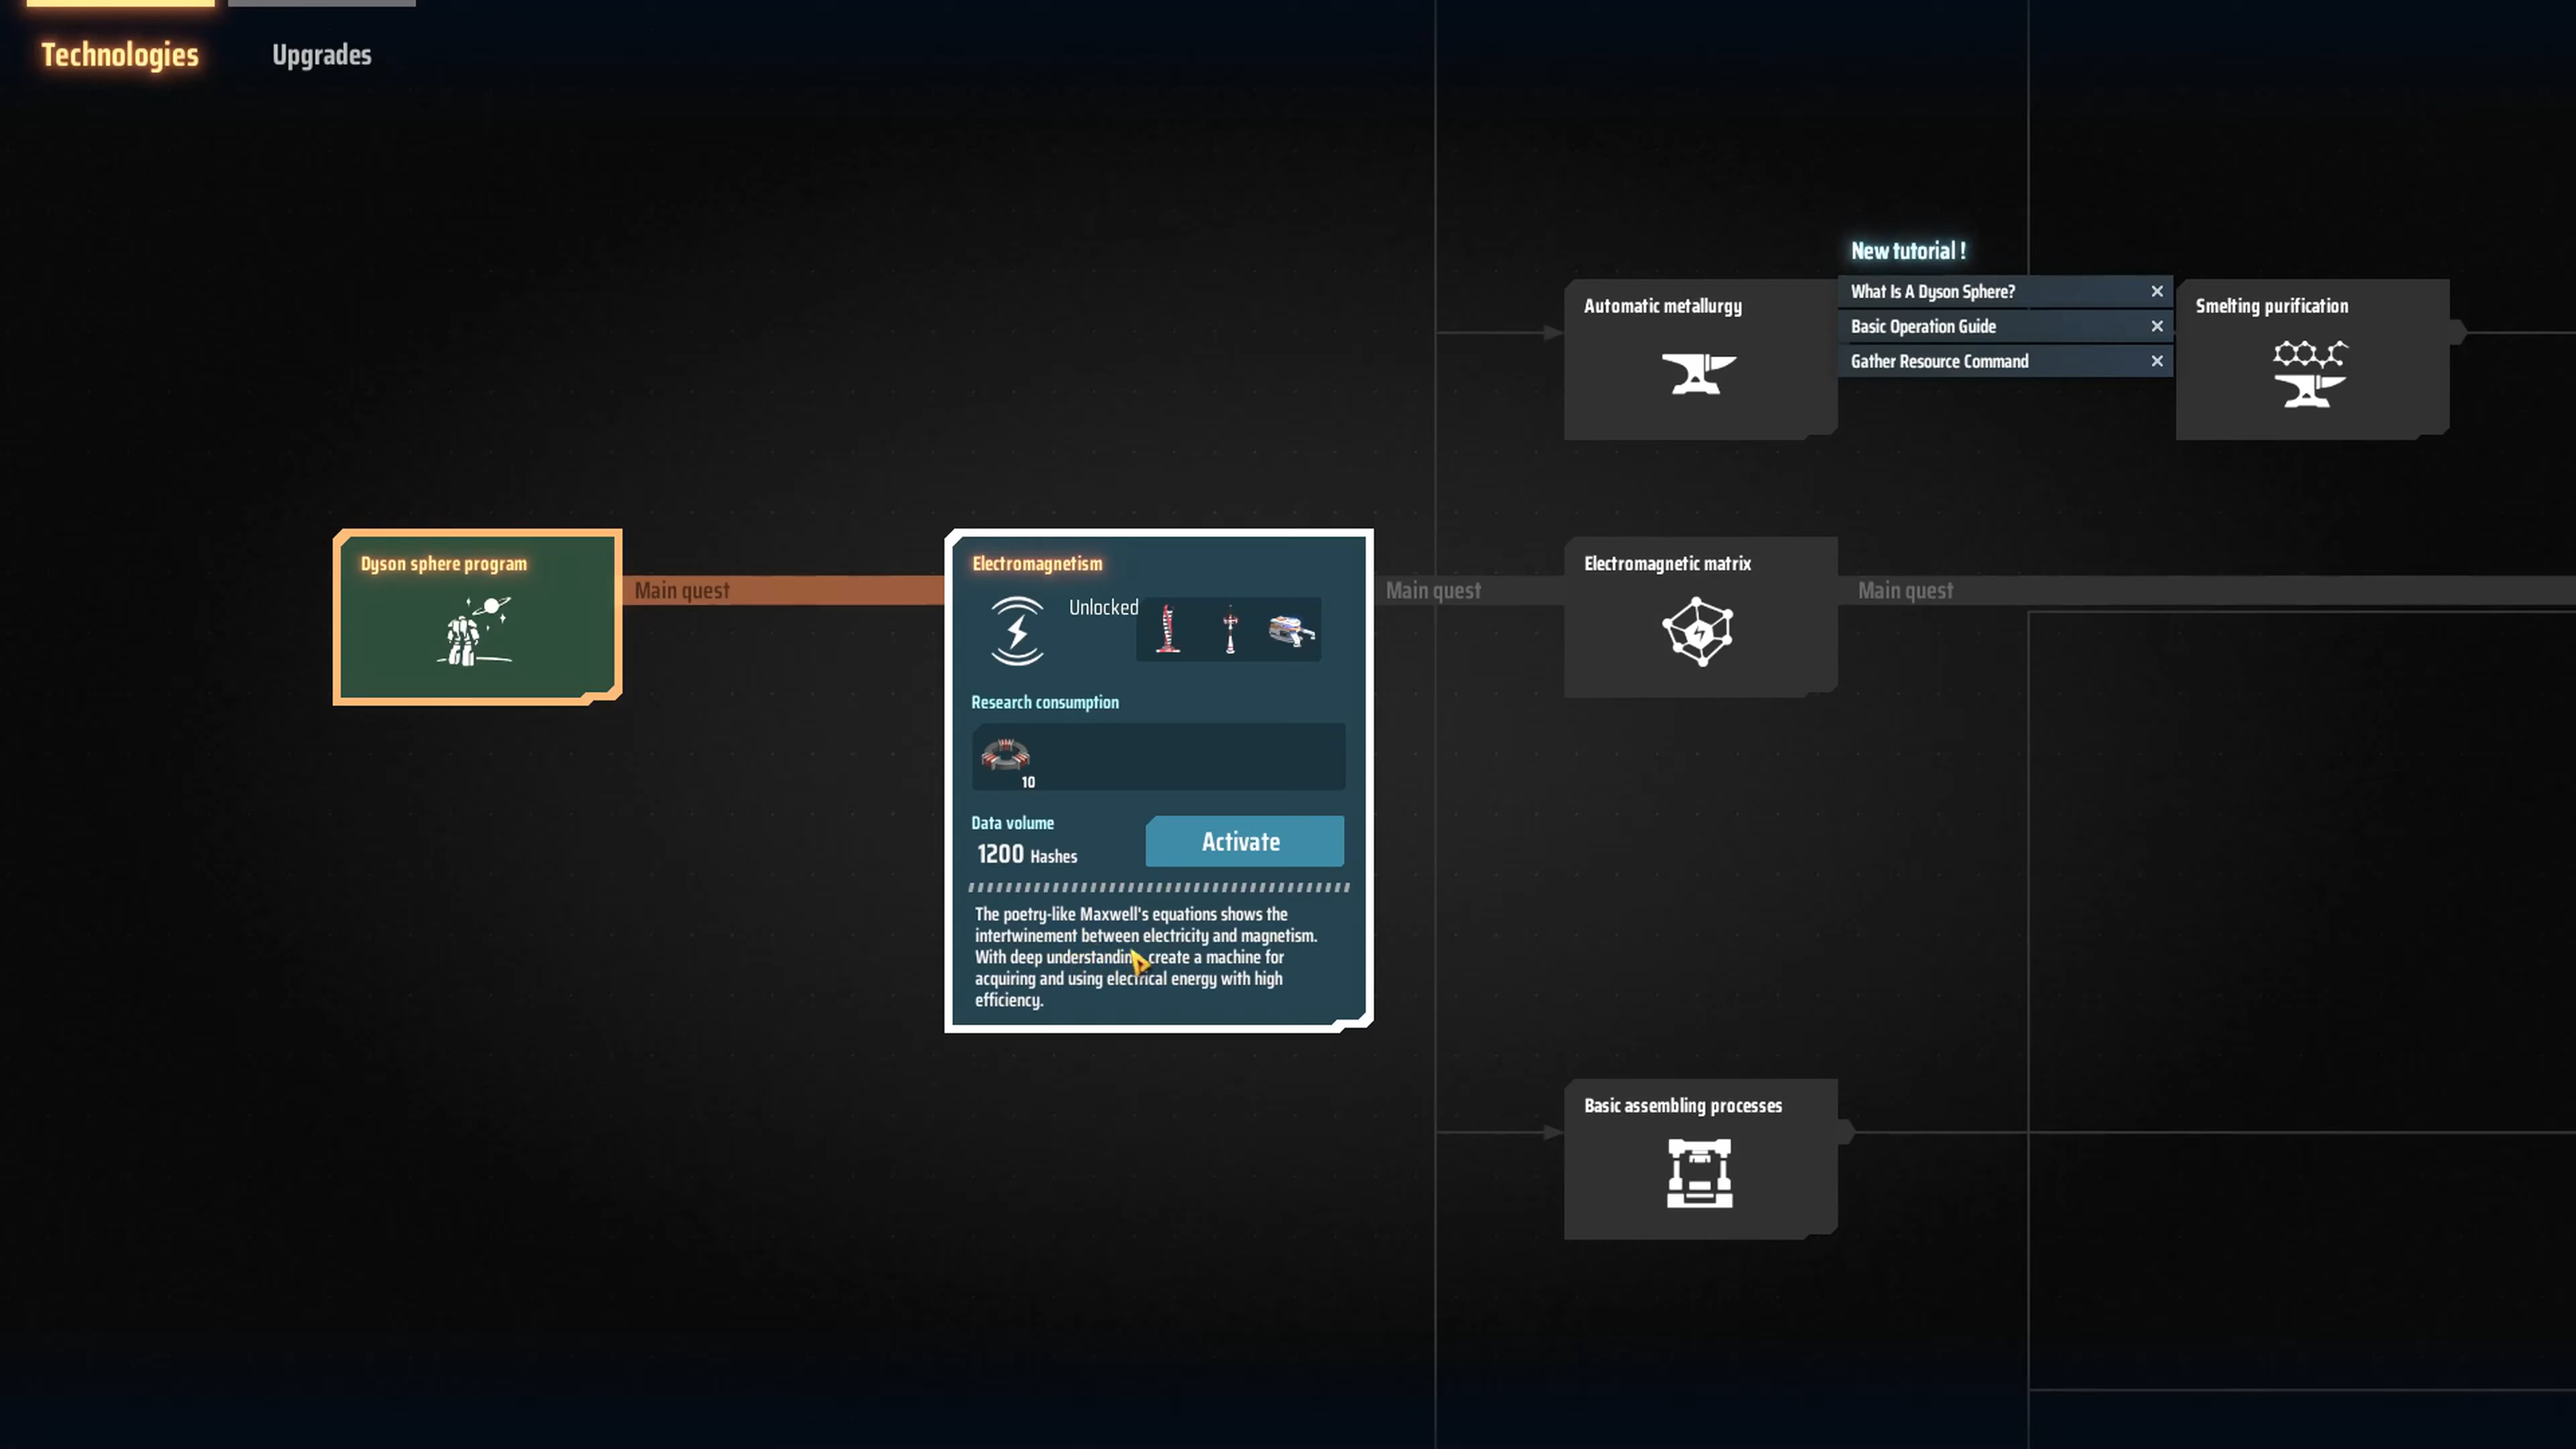 Technologies
Upgrades
New tutorial !
Automatic metallurgy
What Is A Dyson Sphere?
Basic Operation Guide
Gather Resource Command
Smelting purification
Dyson sphere program
Main quest
Electromagnetism
Unlocked
Research consumption
10
Data volume
1200 Hashes
Activate
The poetry-like Maxwell's equations shows the
intertwinement between electricity and magnetism.
With deep understanding create a machine for
acquiring and using electrical energy with high
efficiency.
Main quest
Electromagnetic matrix
Main quest
Basic assembling processes